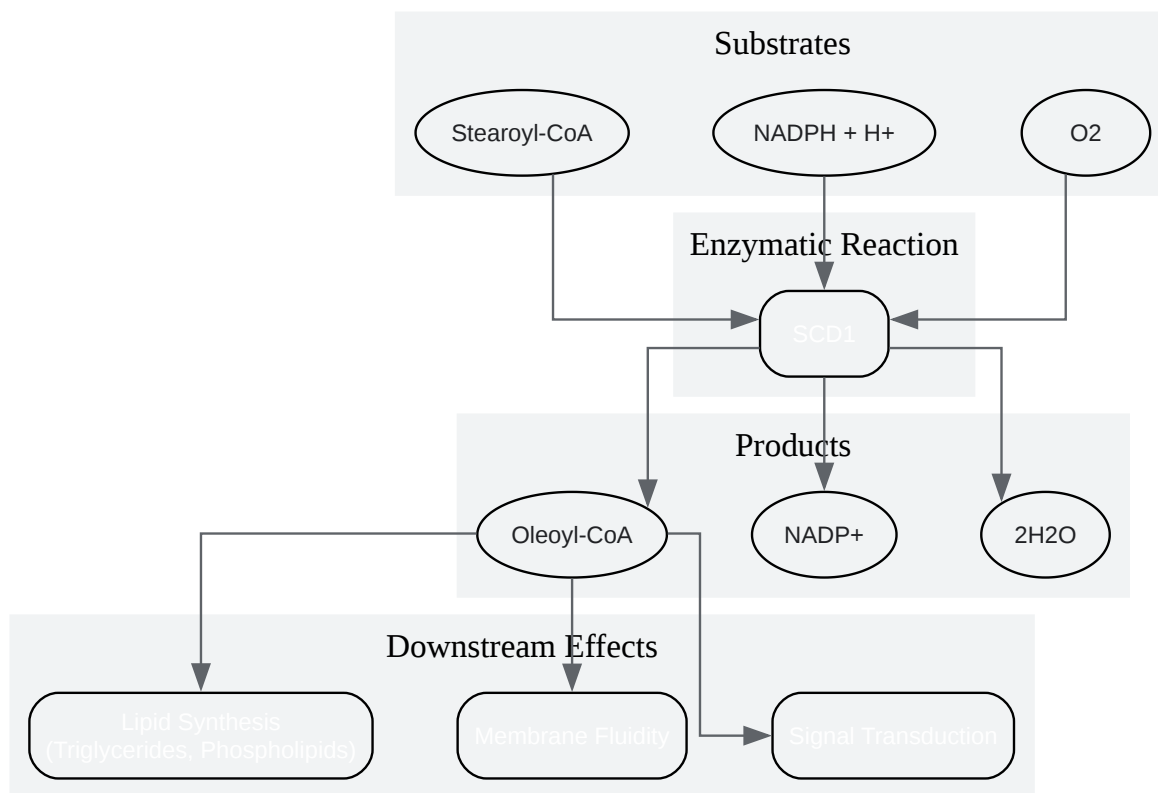 Substrates
Stearoyl-CoA
NADPH + H+
O2
Enzymatic Reaction
SCD1
Products
Oleoyl-CoA
NADP+
2H2O
Downstream Effects
Lipid Synthesis
(Triglycerides, Phospholipids)
Membrane Fluidity
Signal Transduction